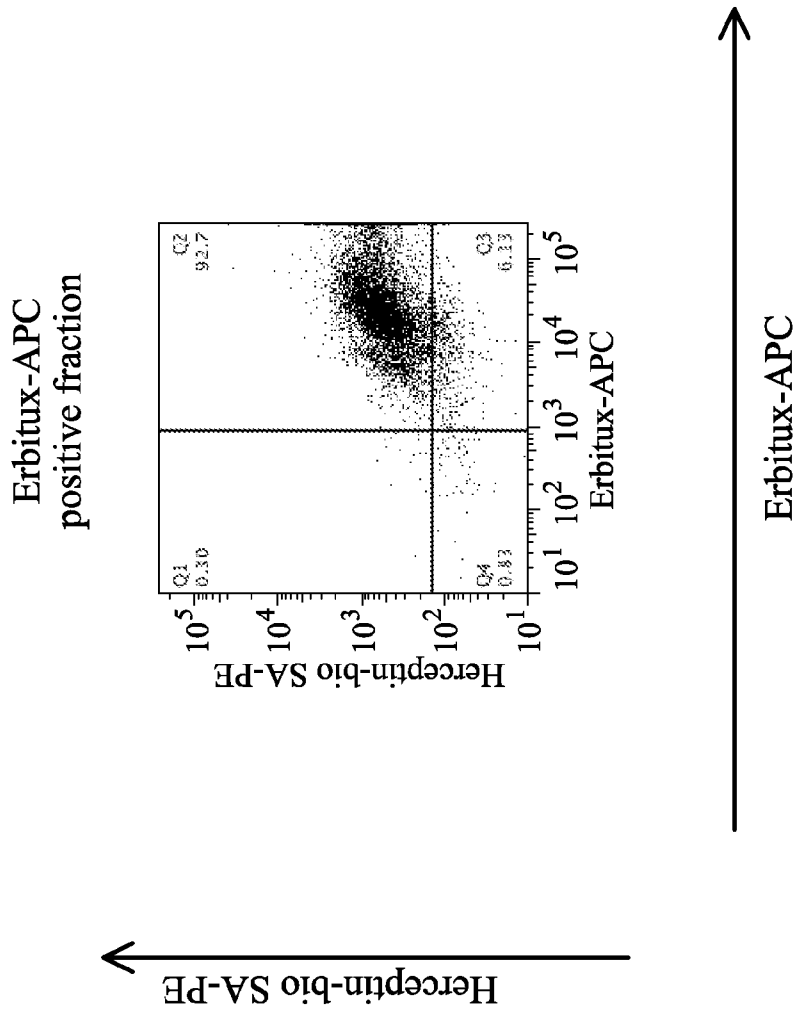 Erbitux-APC
positive fraction
Q1
0.30
Q2
92.7
Q3
6.13
Q4
0.83
10^5
10^4
10^3
10^2
10^1
Herceptin-bio SA-PE
10^1
10^2
10^3
10^4
10^5
Erbitux-APC
Herceptin-bio SA-PE
Erbitux-APC